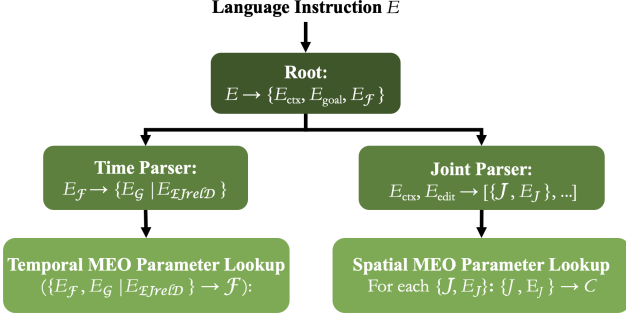 Language Instruction E
Root:
E → {E_ctx, E_goal, E_ℱ}
Time Parser:
E_ℱ → {E_𝒢 | E_ℰ𝒥relD}
Joint Parser:
E_ctx, E_edit → [{J, E_J}, ...]
Temporal MEO Parameter Lookup
({E_ℱ, E_𝒢 | E_ℰ𝒥relD} → ℱ):
Spatial MEO Parameter Lookup
For each {J, E_J}: {J, E_J} → C